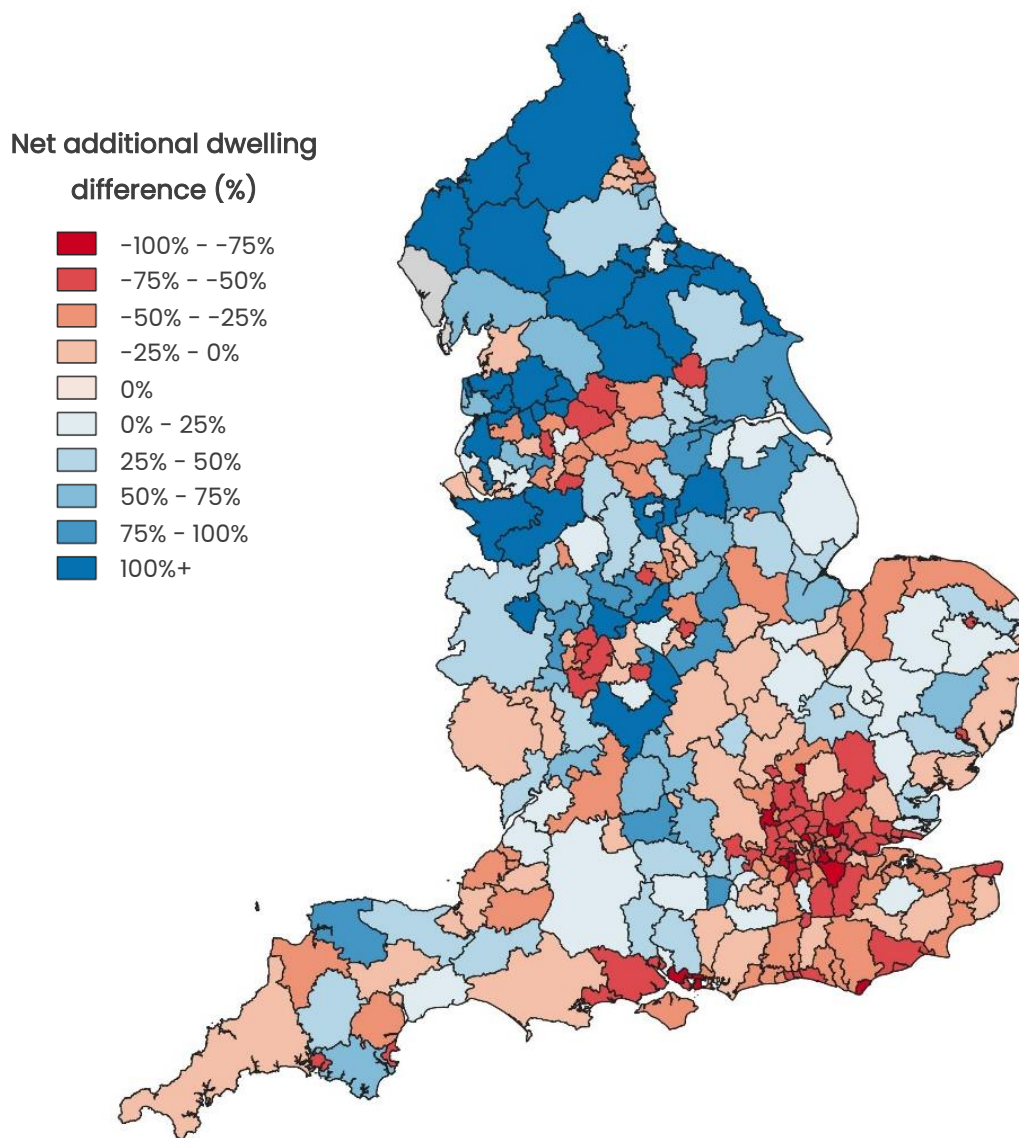 Net additional dwelling
difference (%)
-100% - -75%
-75% - -50%
-50% - -25%
-25% - 0%
0%
0% - 25%
25% - 50%
50% - 75%
75% - 100%
100%+